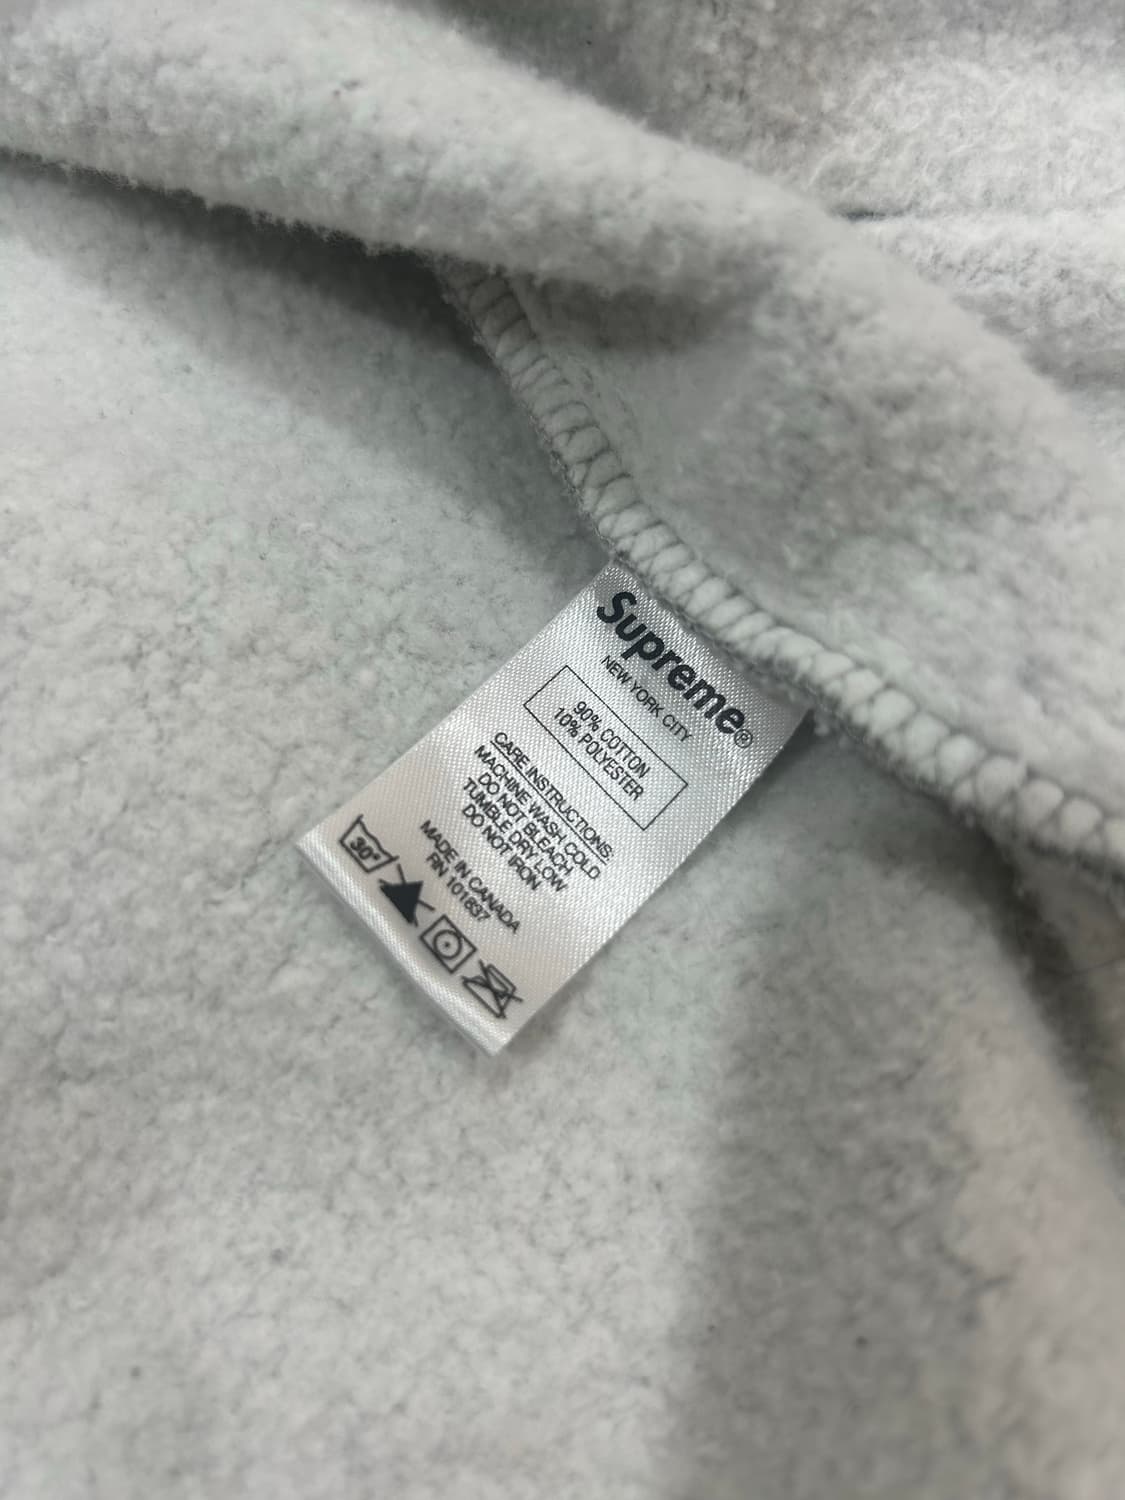 Supreme®
NEW YORK CITY
90% COTTON
10% POLYESTER
CARE INSTRUCTIONS:
MACHINE WASH COLD
DO NOT BLEACH
TUMBLE DRY LOW
DO NOT IRON
MADE IN CANADA
RN 101837
30°